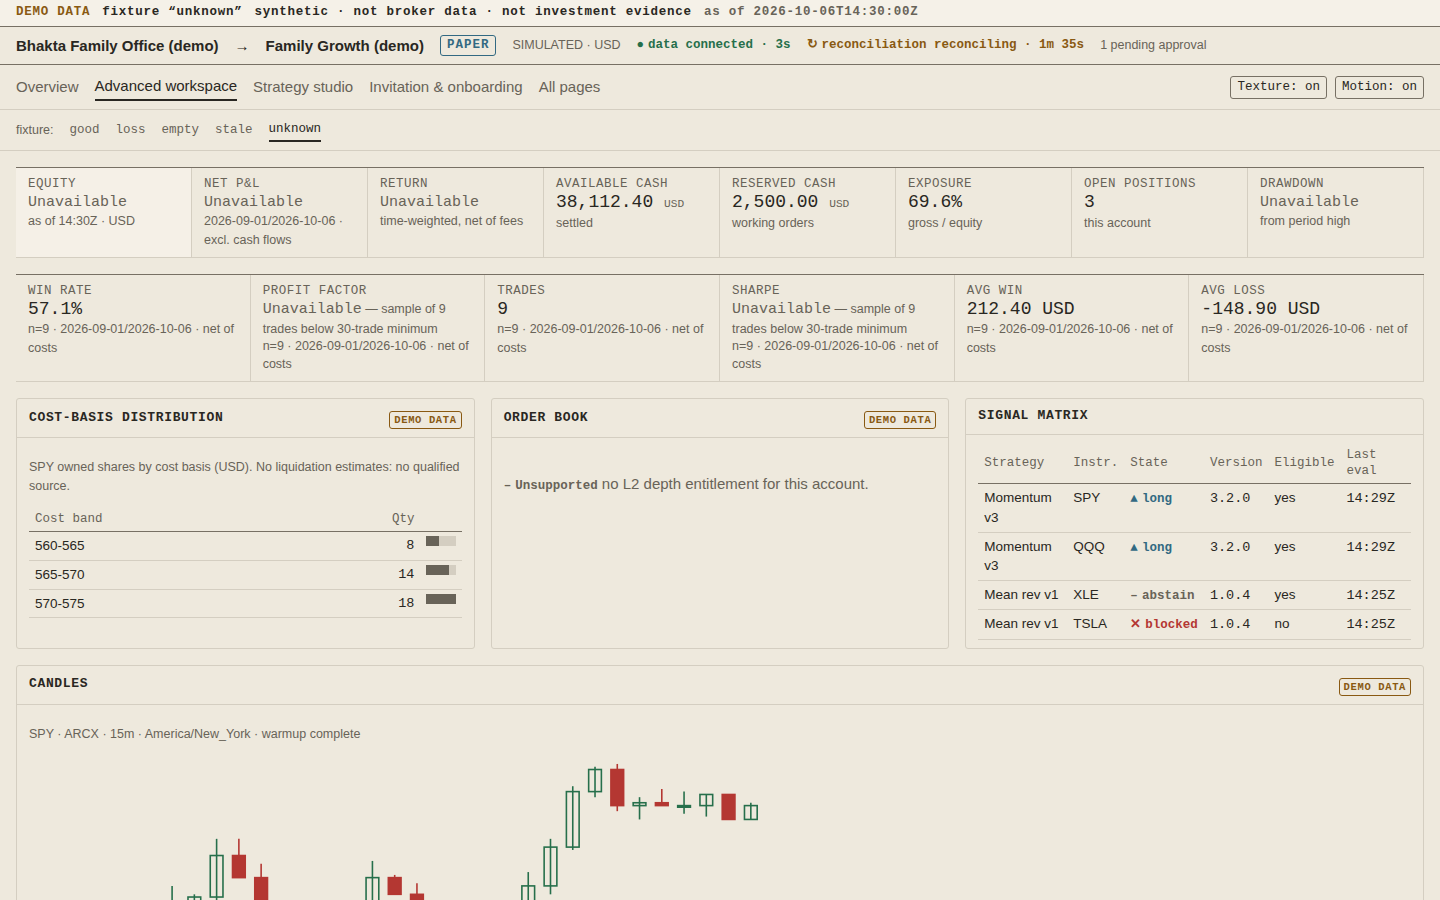 DEMO DATA fixture “unknown” synthetic · not broker data · not investment evidence as of 2026-10-06T14:30:00Z
Bhakta Family Office (demo) → Family Growth (demo) PAPER SIMULATED · USD ● data connected · 3s ↻ reconciliation reconciling · 1m 35s 1 pending approval
Overview Advanced workspace Strategy studio Invitation & onboarding All pages Texture: on Motion: on
fixture: good loss empty stale unknown
EQUITY
Unavailable
as of 14:30Z · USD
NET P&L
Unavailable
2026-09-01/2026-10-06 ·
excl. cash flows
RETURN
Unavailable
time-weighted, net of fees
AVAILABLE CASH
38,112.40 USD
settled
RESERVED CASH
2,500.00 USD
working orders
EXPOSURE
69.6%
gross / equity
OPEN POSITIONS
3
this account
DRAWDOWN
Unavailable
from period high
WIN RATE
57.1%
n=9 · 2026-09-01/2026-10-06 · net of
costs
PROFIT FACTOR
Unavailable — sample of 9
trades below 30-trade minimum
n=9 · 2026-09-01/2026-10-06 · net of
costs
TRADES
9
n=9 · 2026-09-01/2026-10-06 · net of
costs
SHARPE
Unavailable — sample of 9
trades below 30-trade minimum
n=9 · 2026-09-01/2026-10-06 · net of
costs
AVG WIN
212.40 USD
n=9 · 2026-09-01/2026-10-06 · net of
costs
AVG LOSS
-148.90 USD
n=9 · 2026-09-01/2026-10-06 · net of
costs
COST-BASIS DISTRIBUTION DEMO DATA
SPY owned shares by cost basis (USD). No liquidation estimates: no qualified
source.
Cost band Qty
560-565 8
565-570 14
570-575 18
ORDER BOOK DEMO DATA
– Unsupported no L2 depth entitlement for this account.
SIGNAL MATRIX
Strategy Instr. State Version Eligible Last
eval
Momentum SPY ▲ long 3.2.0 yes 14:29Z
v3
Momentum QQQ ▲ long 3.2.0 yes 14:29Z
v3
Mean rev v1 XLE – abstain 1.0.4 yes 14:25Z
Mean rev v1 TSLA ✕ blocked 1.0.4 no 14:25Z
CANDLES DEMO DATA
SPY · ARCX · 15m · America/New_York · warmup complete